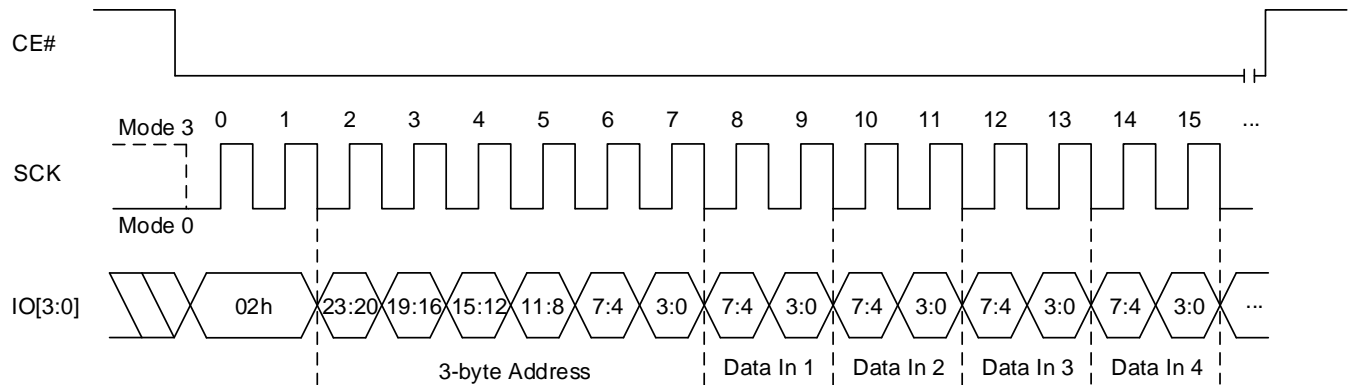 CE#
Mode 3 0 1 2 3 4 5 6 7 8 9 10 11 12 13 14 15 ...
SCK
Mode 0
IO[3:0] 02h 23:20 19:16 15:12 11:8 7:4 3:0 7:4 3:0 7:4 3:0 7:4 3:0 7:4 3:0 ...
3-byte Address Data In 1 Data In 2 Data In 3 Data In 4